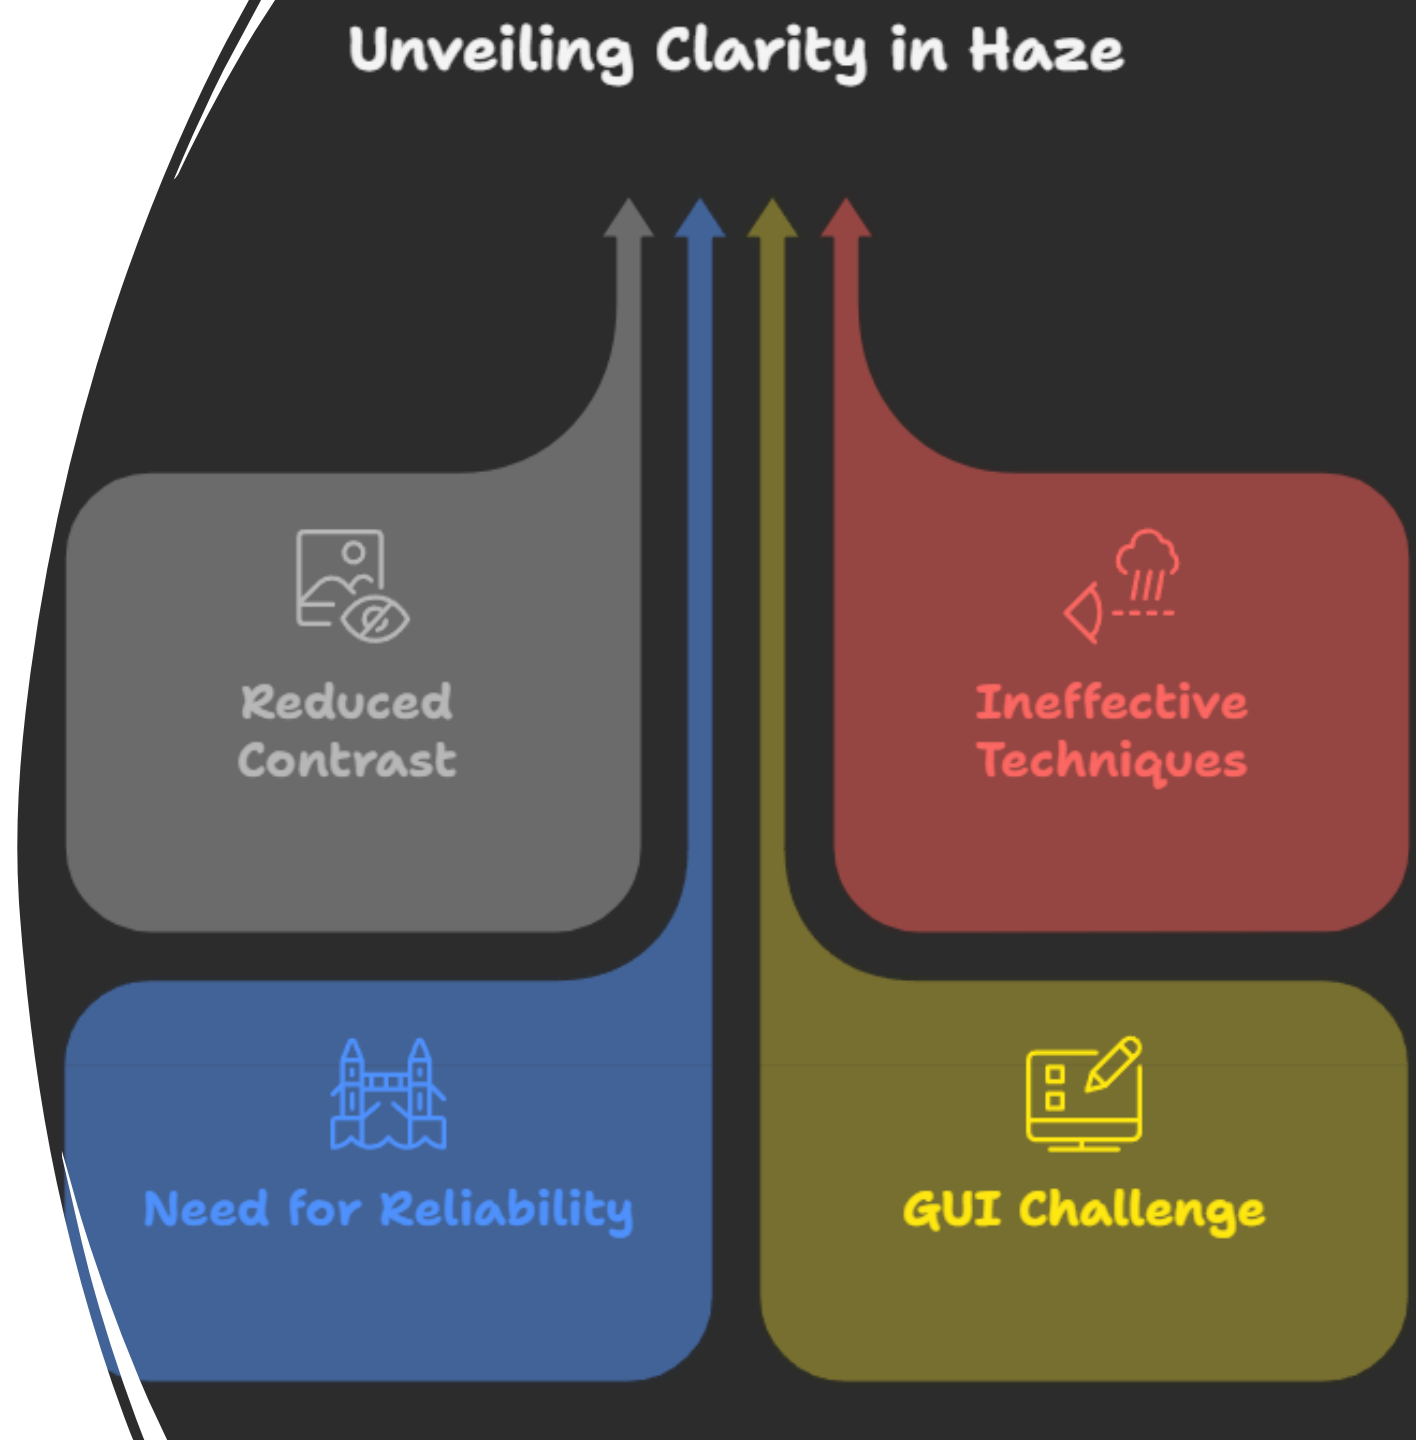 Unveiling Clarity in Haze
Reduced
Contrast
Ineffective
Techniques
Need for Reliability
GUI Challenge